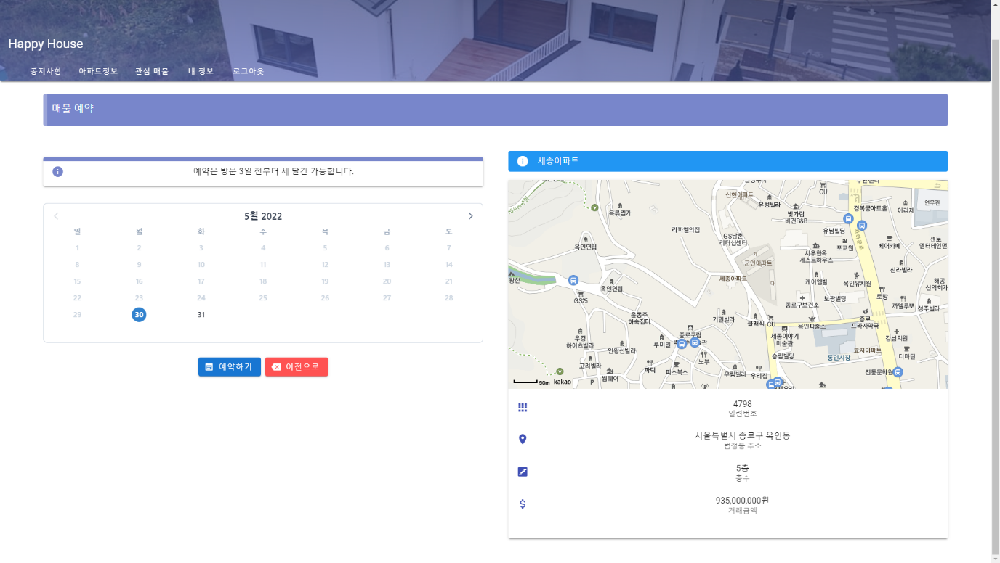 Happy House
공지사항 아파트정보 관심 매물 내 정보 로그아웃
매물 예약
예약은 방문 3일 전부터 세 달간 가능합니다.
5월 2022
일 월 화 수 목 금 토
1 2 3 4 5 6 7
8 9 10 11 12 13 14
15 16 17 18 19 20 21
22 23 24 25 26 27 28
29 30 31
예약하기 이전으로
세종아파트
CU
신현아파트
유성빌라
경복궁아트홀
이리제
연무관
옥류림가
빛가람
비건B&B
라파엘의집
GS남촌
리더십센터
유남빌딩
포교원
베어카페
센토
엔터테인먼
옥인연립
시우한옥
게스트하우스
가
군인아파트
신라빌라
세종아파트
다
케이엠빌
옥인유치원
해공
신익희가
왕산
옥인연립
GS25
종로구보건소
보광빌딩
토방
까델루뽀
성주빌라
윤동주
하숙집터
기린빌라
클래식
CU
옥인파출소
종로
프라자약국
우경
하이츠빌라
루미빌
종로구립
세종이야기
미술관
강남의원
인왕산빌라
노부
송림빌딩
통인시장
효자아파트
더마틴
고려빌라
파틱
피스북스
우림빌라
우리집
전통문화원
썸웨어
P
50m kakao
4798
일련번호
서울특별시 종로구 옥인동
법정동 주소
5층
층수
935,000,000원
거래금액